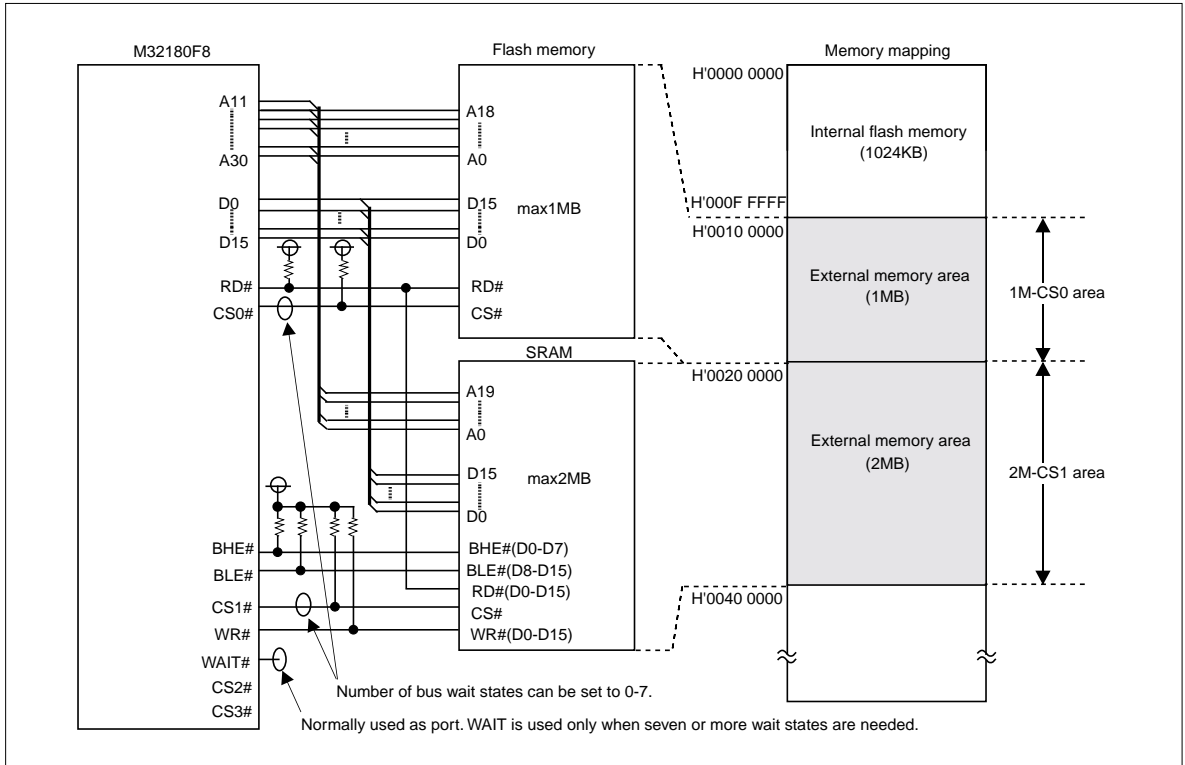 M32180F8
A11
A30
D0
D15
RD#
CS0#
BHE#
BLE#
CS1#
WR#
WAIT#
CS2#
CS3#
Flash memory
A18
A0
D15
max1MB
D0
RD#
CS#
SRAM
A19
A0
D15
max2MB
D0
BHE#(D0-D7)
BLE#(D8-D15)
RD#(D0-D15)
CS#
WR#(D0-D15)
Number of bus wait states can be set to 0-7.
Normally used as port. WAIT is used only when seven or more wait states are needed.
Memory mapping
H'0000 0000
Internal flash memory
(1024KB)
H'000F FFFF
H'0010 0000
External memory area
(1MB)
1M-CS0 area
H'0020 0000
External memory area
(2MB)
2M-CS1 area
H'0040 0000